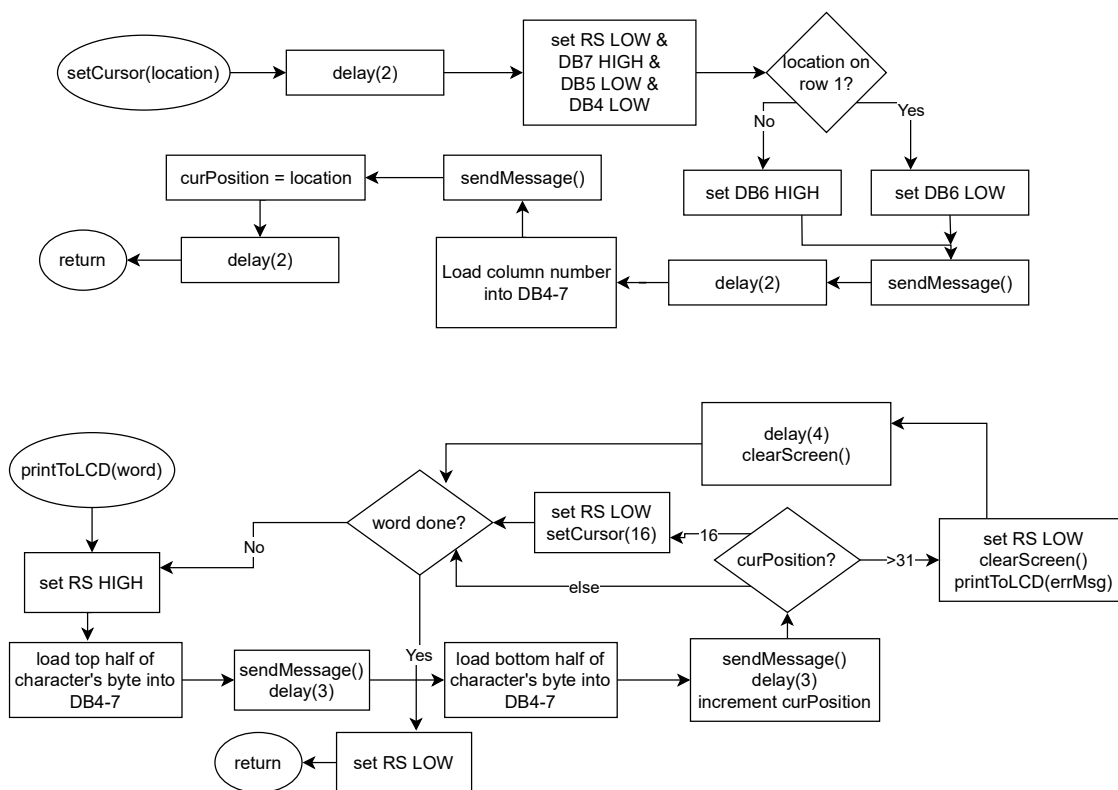 setCursor(location)
delay(2)
set RS LOW &
DB7 HIGH &
DB5 LOW &
DB4 LOW
location on
row 1?
No
Yes
set DB6 HIGH
set DB6 LOW
sendMessage()
delay(2)
Load column number
into DB4-7
sendMessage()
curPosition = location
delay(2)
return
printToLCD(word)
set RS HIGH
load top half of
character's byte into
DB4-7
sendMessage()
delay(3)
load bottom half of
character's byte into
DB4-7
sendMessage()
delay(3)
increment curPosition
curPosition?
16
else
>31
set RS LOW
setCursor(16)
set RS LOW
clearScreen()
printToLCD(errMsg)
delay(4)
clearScreen()
word done?
No
Yes
set RS LOW
return